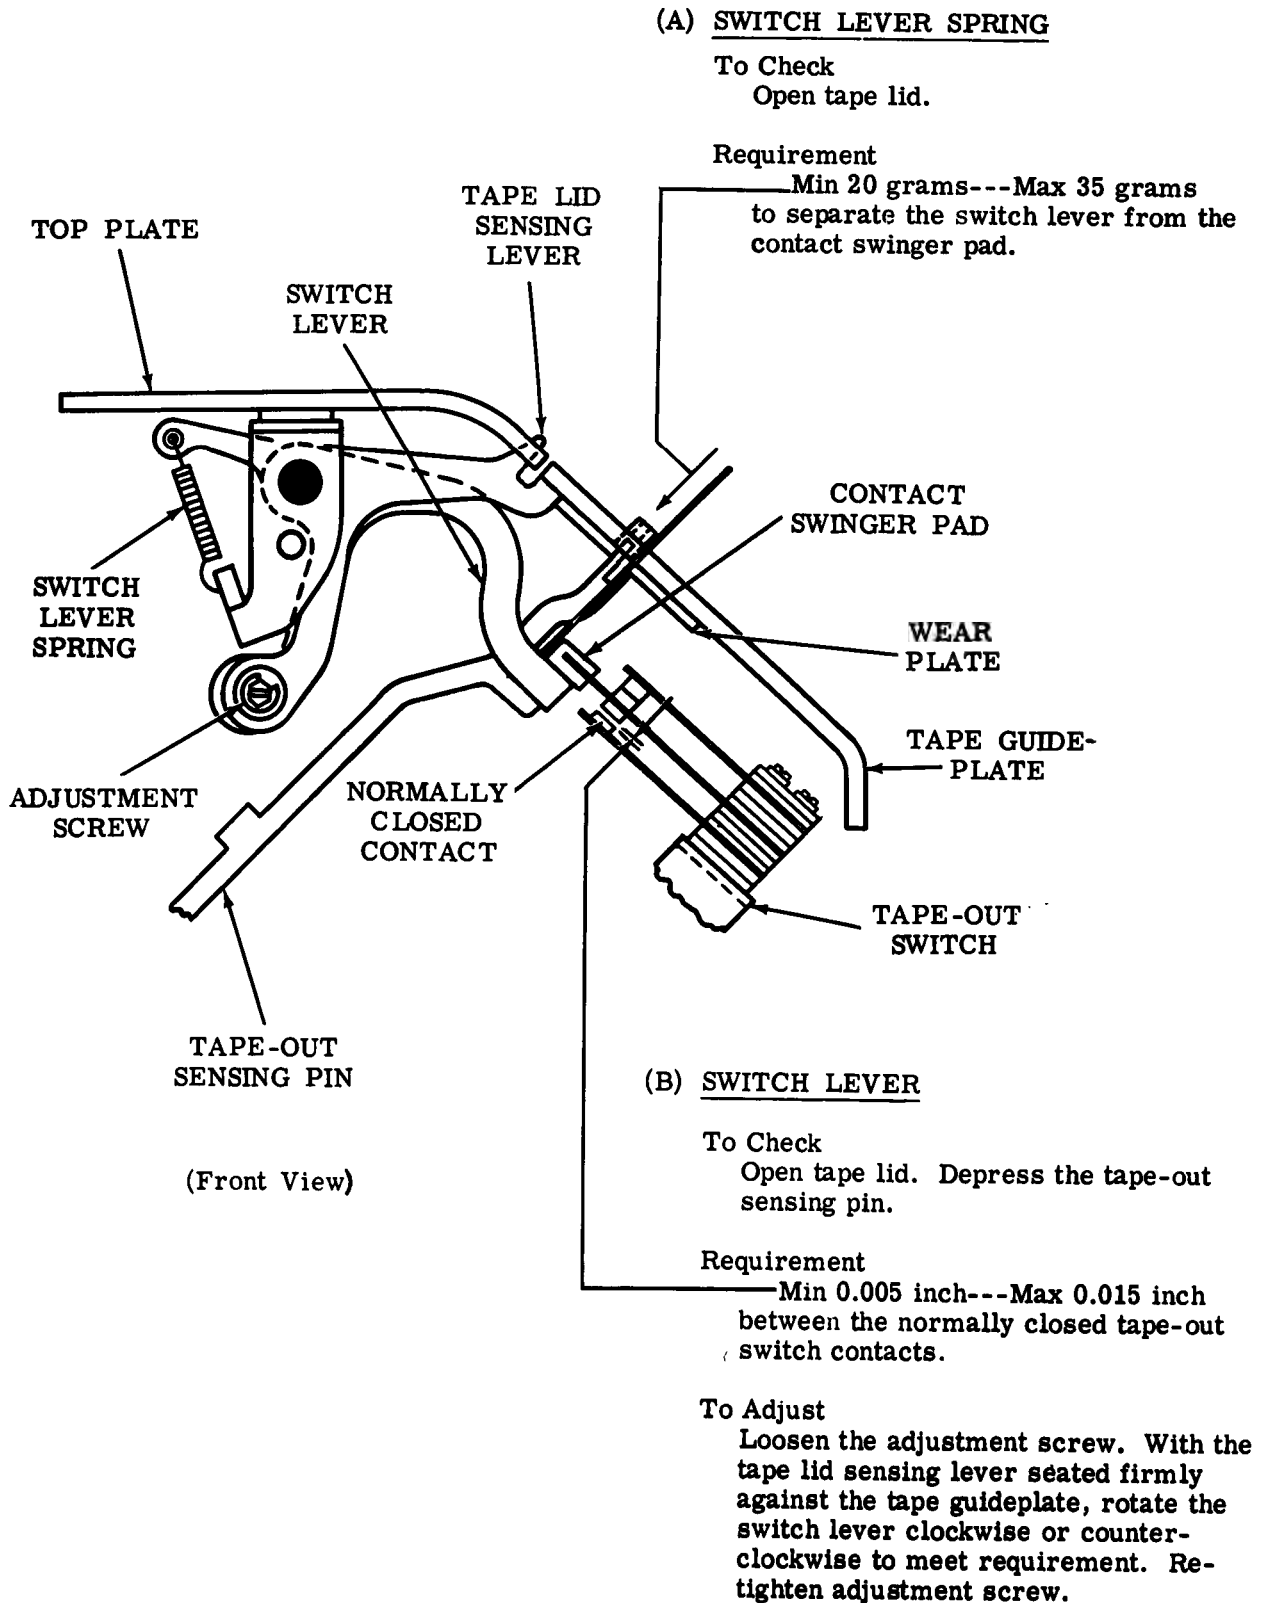 (A) SWITCH LEVER SPRING
To Check
Open tape lid.
Requirement
Min 20 grams---Max 35 grams
to separate the switch lever from the
contact swinger pad.
TOP PLATE
TAPE LID
SENSING
LEVER
SWITCH
LEVER
CONTACT
SWINGER PAD
SWITCH
LEVER
SPRING
WEAR
PLATE
TAPE GUIDE-
PLATE
ADJUSTMENT
SCREW
NORMALLY
CLOSED
CONTACT
TAPE-OUT
SWITCH
TAPE-OUT
SENSING PIN
(Front View)
(B) SWITCH LEVER
To Check
Open tape lid. Depress the tape-out
sensing pin.
Requirement
Min 0.005 inch---Max 0.015 inch
between the normally closed tape-out
switch contacts.
To Adjust
Loosen the adjustment screw. With the
tape lid sensing lever seated firmly
against the tape guideplate, rotate the
switch lever clockwise or counter-
clockwise to meet requirement. Re-
tighten adjustment screw.